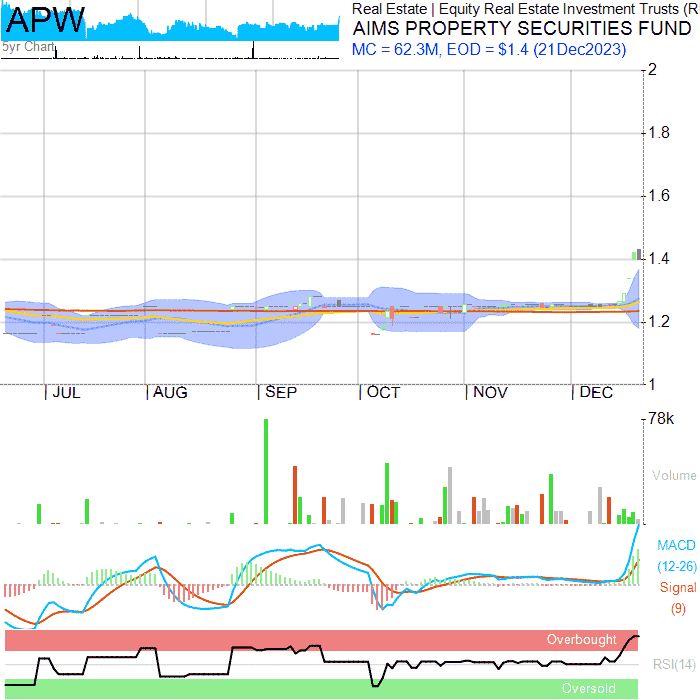 APW
5yr Chart
Real Estate | Equity Real Estate Investment Trusts (R
AIMS PROPERTY SECURITIES FUND
MC = 62.3M, EOD = $1.4 (21Dec2023)
2
1.8
1.6
1.4
1.2
1
JUL AUG SEP OCT NOV DEC
78k
Volume
MACD
(12-26)
Signal
(9)
Overbought
RSI(14)
Oversold